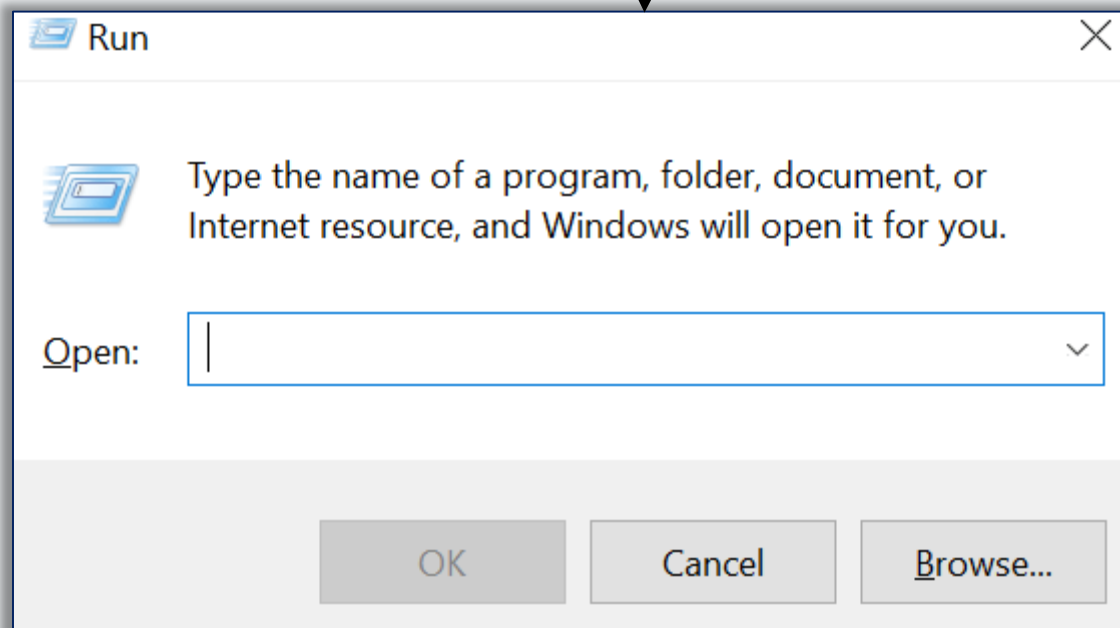 Run
Type the name of a program, folder, document, or
Internet resource, and Windows will open it for you.
Open:
OK Cancel Browse...